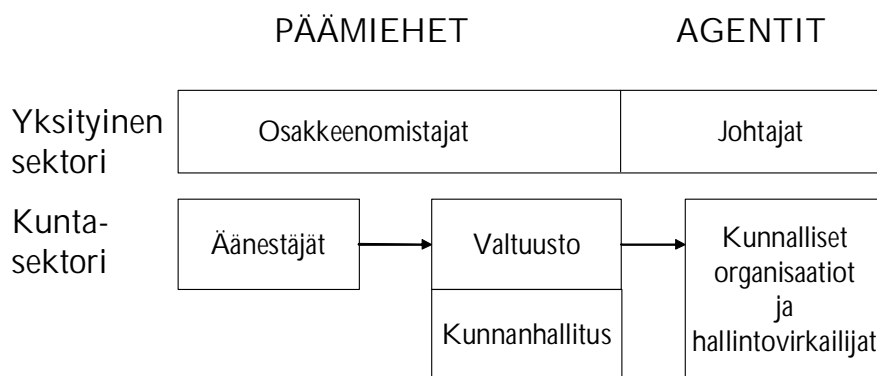 PÄÄMIEHET
AGENTIT
Yksityinen
sektori
Osakkeenomistajat
Johtajat
Kunta-
sektori
Äänestäjät
Valtuusto
Kunnanhallitus
Kunnalliset
organisaatiot
ja
hallintovirkailijat